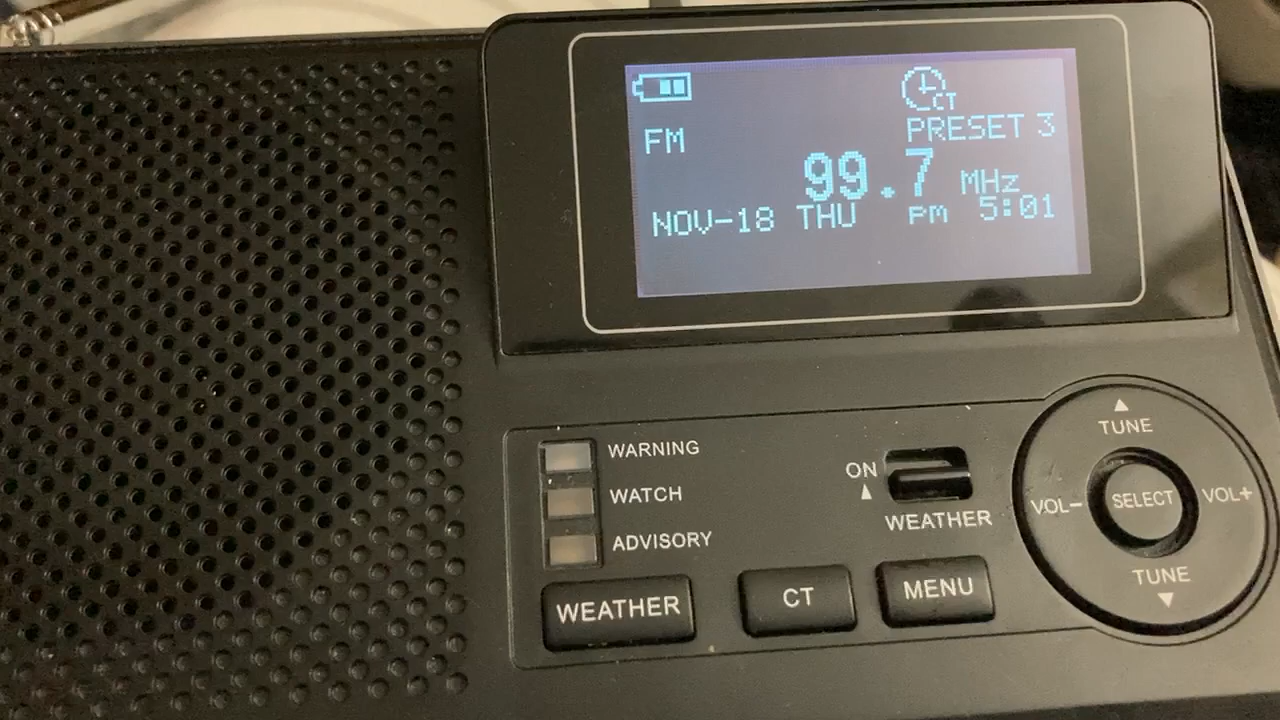 CT
FM PRESET 3
99.7 MHz
NOV-18 THU pm 5:01
WARNING
WATCH
ADVISORY
ON
WEATHER
WEATHER
CT
MENU
TUNE
VOL- SELECT VOL+
TUNE